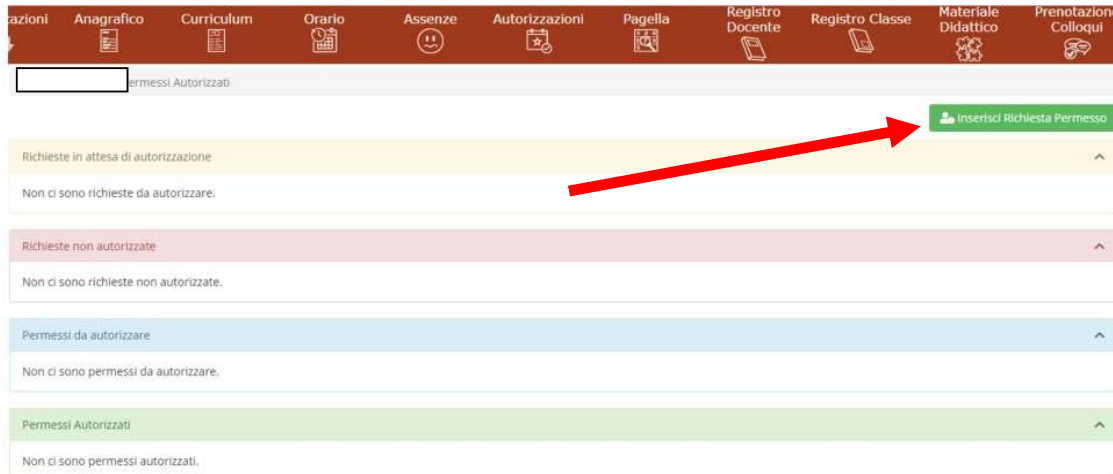 azioni Anagrafico Curriculum Orario Assenze Autorizzazioni Pagella Registro Docente Registro Classe Materiale Didattico Prenotazion Colloqui
ermessi Autorizzati
Inserisci Richiesta Permesso
Richieste in attesa di autorizzazione
Non ci sono richieste da autorizzare.
Richieste non autorizzate
Non ci sono richieste non autorizzate.
Permessi da autorizzare
Non ci sono permessi da autorizzare.
Permessi Autorizzati
Non ci sono permessi autorizzati.